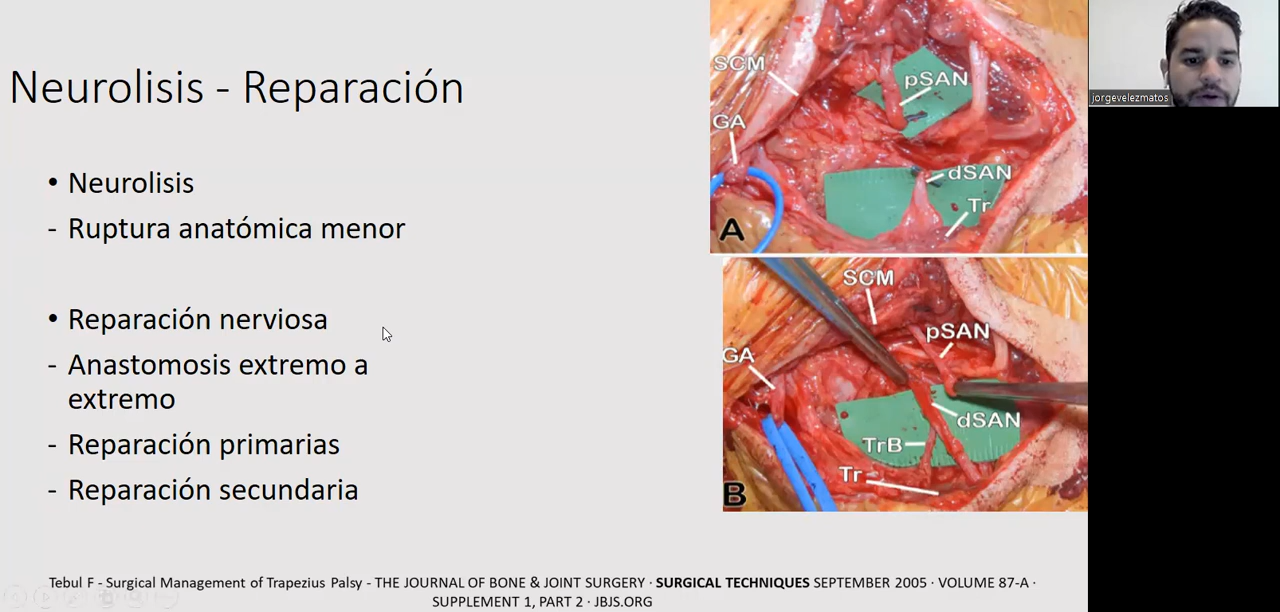 Neurolisis - Reparación
• Neurolisis
- Ruptura anatómica menor
• Reparación nerviosa
- Anastomosis extremo a
extremo
- Reparación primarias
- Reparación secundaria
SCM
pSAN
GA
dSAN
Tr
A
SCM
pSAN
GA
dSAN
TrB
Tr
B
jorgevelezmatos
Tebul F - Surgical Management of Trapezius Palsy - THE JOURNAL OF BONE & JOINT SURGERY · SURGICAL TECHNIQUES SEPTEMBER 2005 · VOLUME 87-A ·
SUPPLEMENT 1, PART 2 · JBJS.ORG